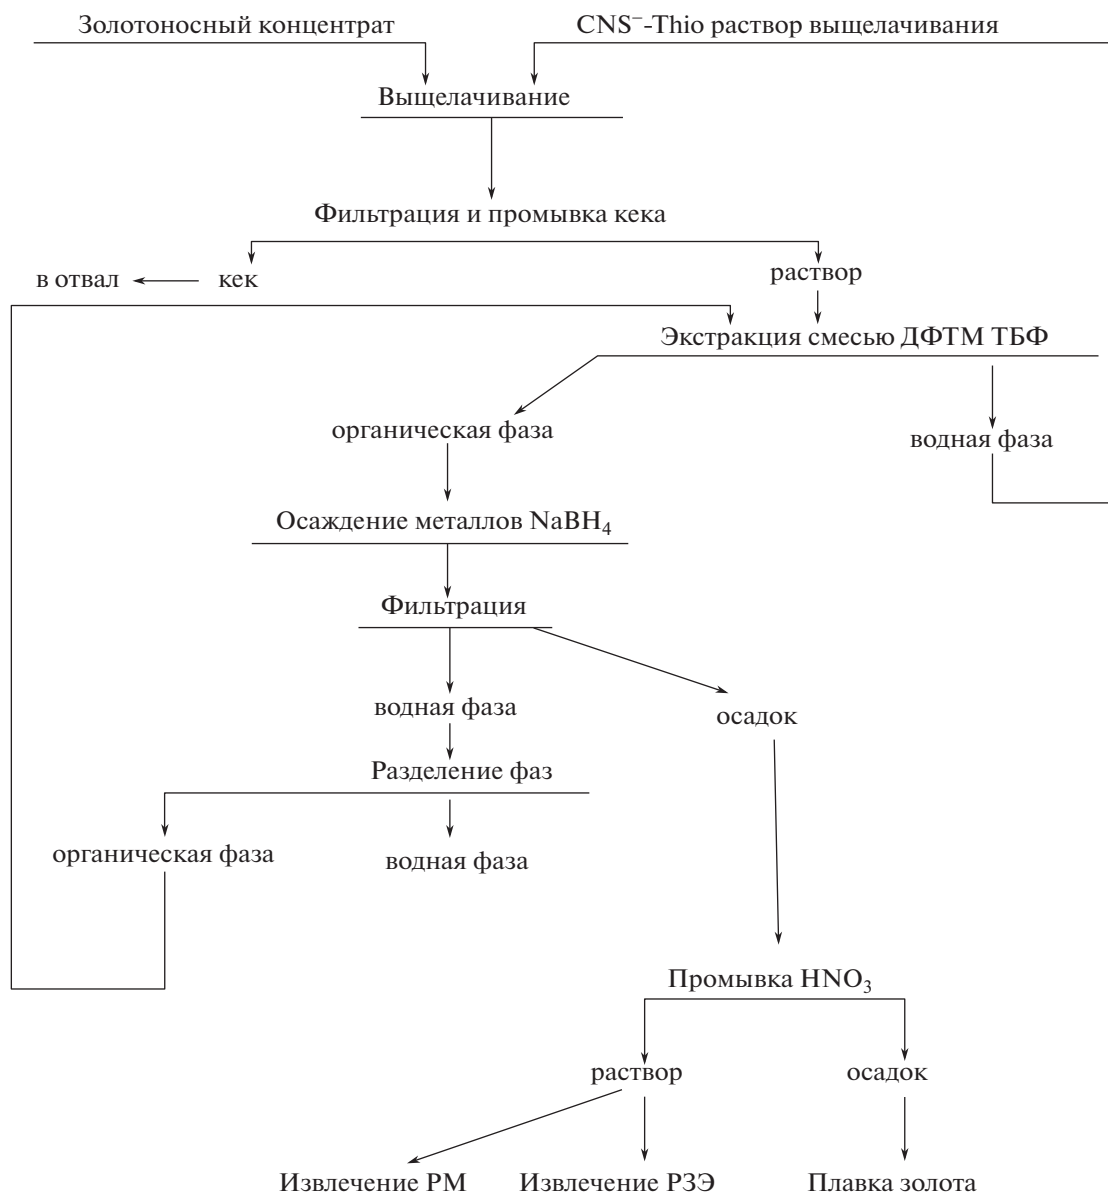 Золотоносный концентрат
CNS⁻-Thio раствор выщелачивания
Выщелачивание
Фильтрация и промывка кека
в отвал
кек
раствор
Экстракция смесью ДФТМ ТБФ
органическая фаза
водная фаза
Осаждение металлов NaBH₄
Фильтрация
водная фаза
осадок
Разделение фаз
органическая фаза
водная фаза
Промывка HNO₃
раствор
осадок
Извлечение РМ
Извлечение РЗЭ
Плавка золота